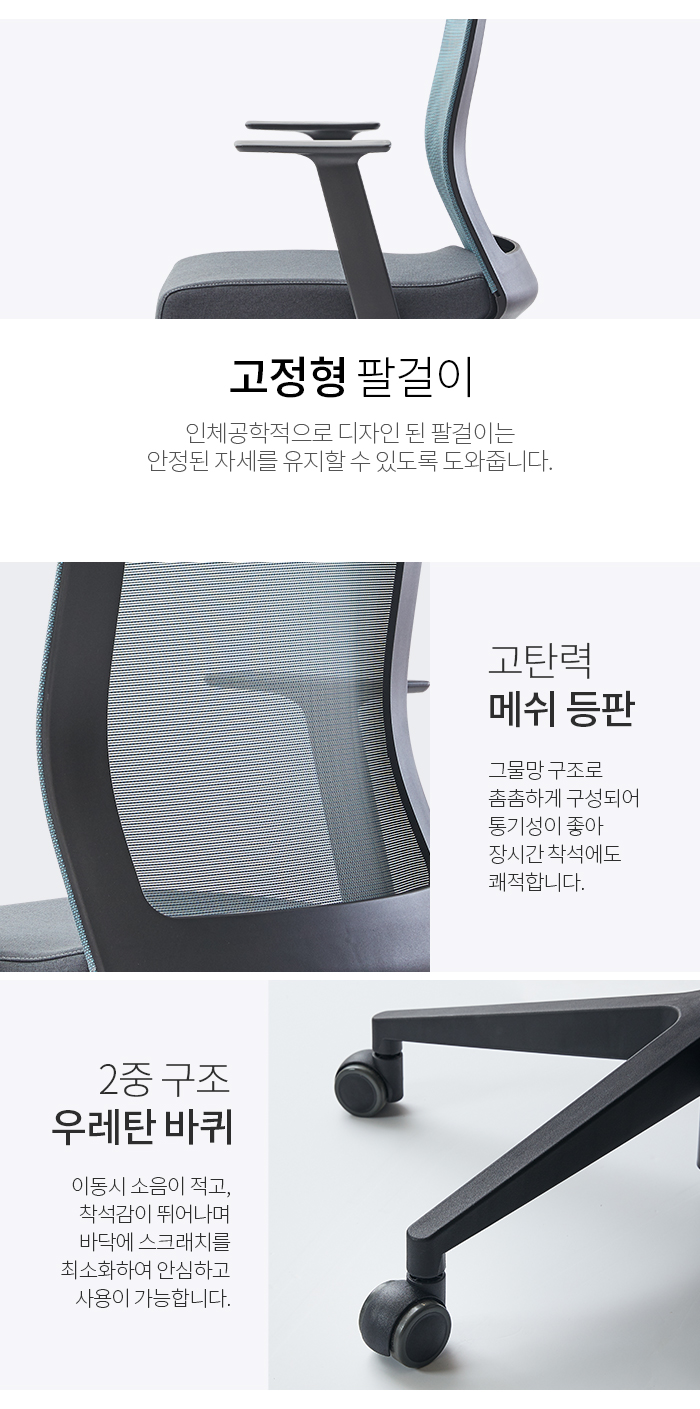 고정형 팔걸이
인체공학적으로 디자인 된 팔걸이는
안정된 자세를 유지할 수 있도록 도와줍니다.
고탄력
메쉬 등판
그물망 구조로
촘촘하게 구성되어
통기성이 좋아
장시간 착석에도
쾌적합니다.
2중 구조
우레탄 바퀴
이동시 소음이 적고,
착석감이 뛰어나며
바닥에 스크래치를
최소화하여 안심하고
사용이 가능합니다.